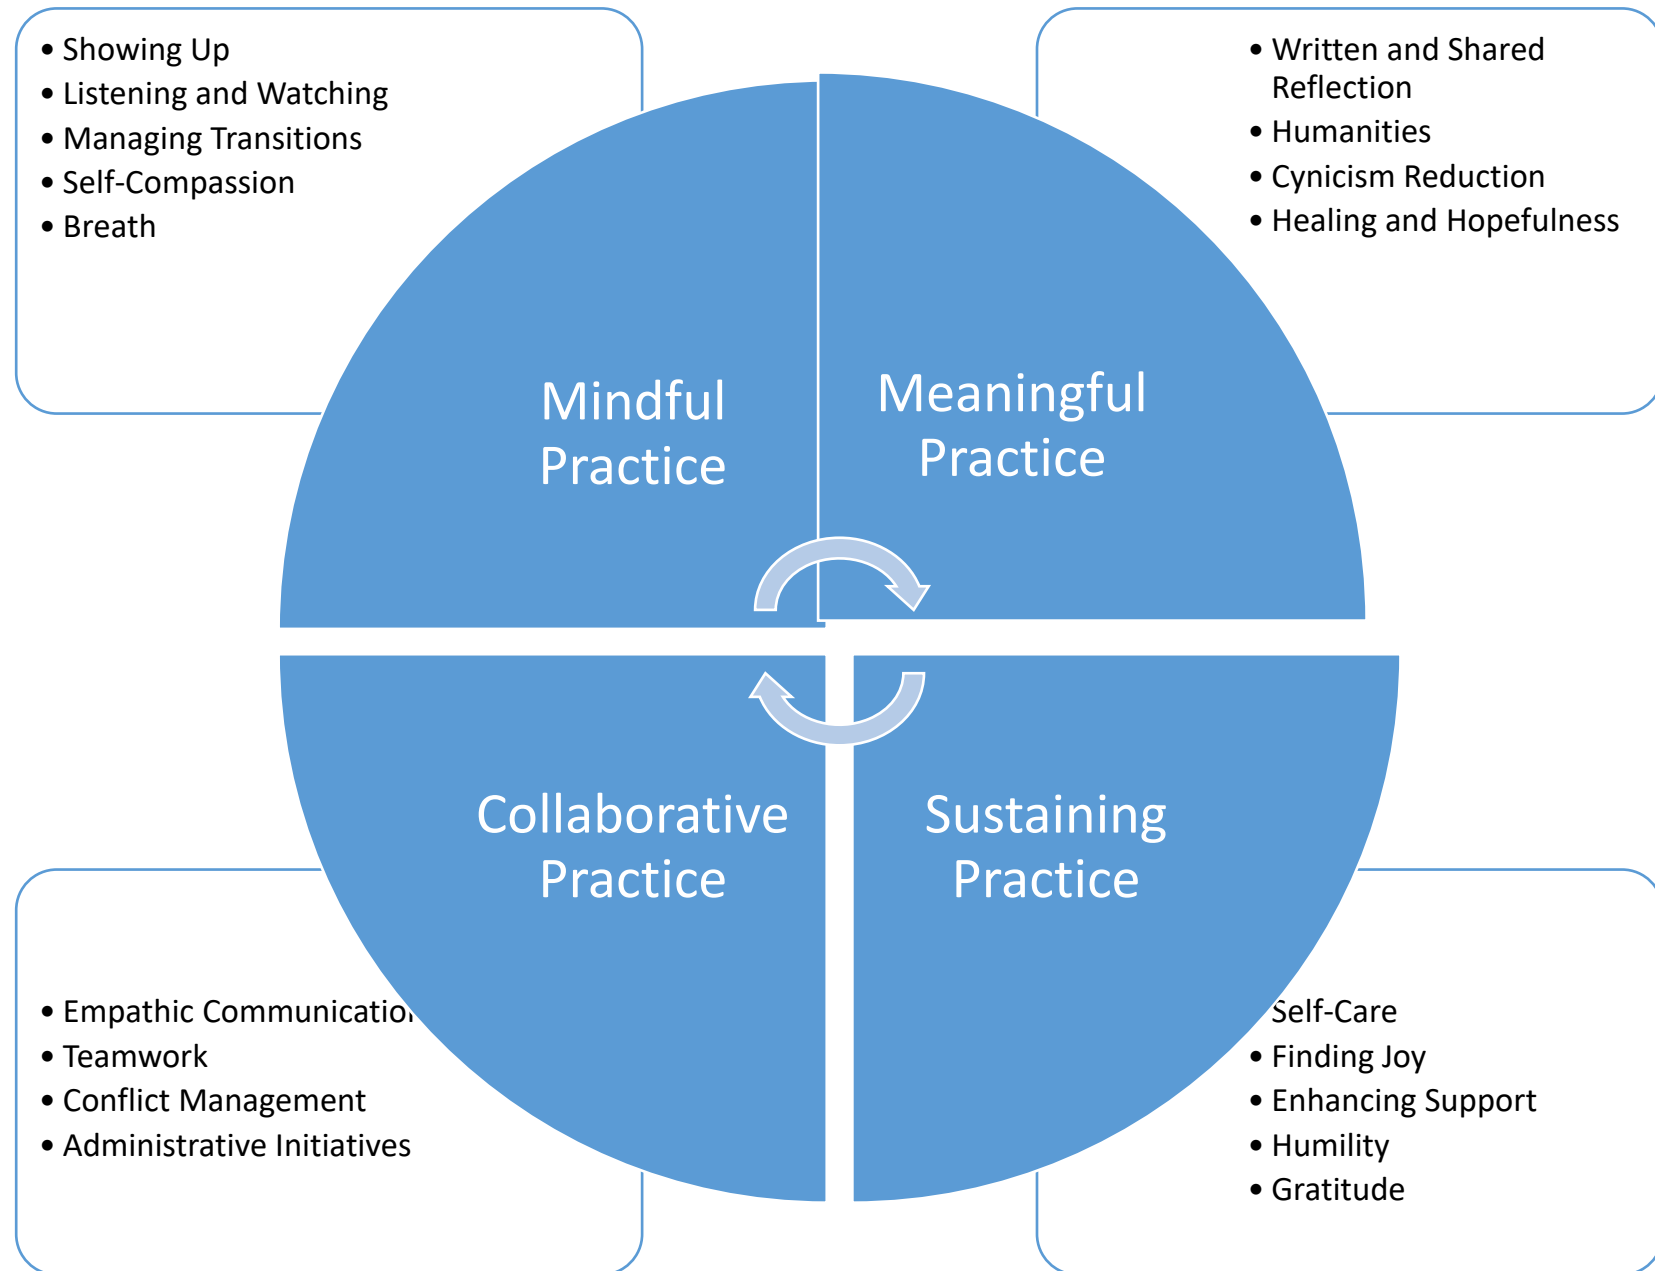 • Showing Up
• Listening and Watching
• Managing Transitions
• Self-Compassion
• Breath
• Written and Shared
Reflection
• Humanities
• Cynicism Reduction
• Healing and Hopefulness
Mindful
Practice
Meaningful
Practice
Collaborative
Practice
Sustaining
Practice
• Empathic Communication
• Teamwork
• Conflict Management
• Administrative Initiatives
Self-Care
• Finding Joy
• Enhancing Support
• Humility
• Gratitude